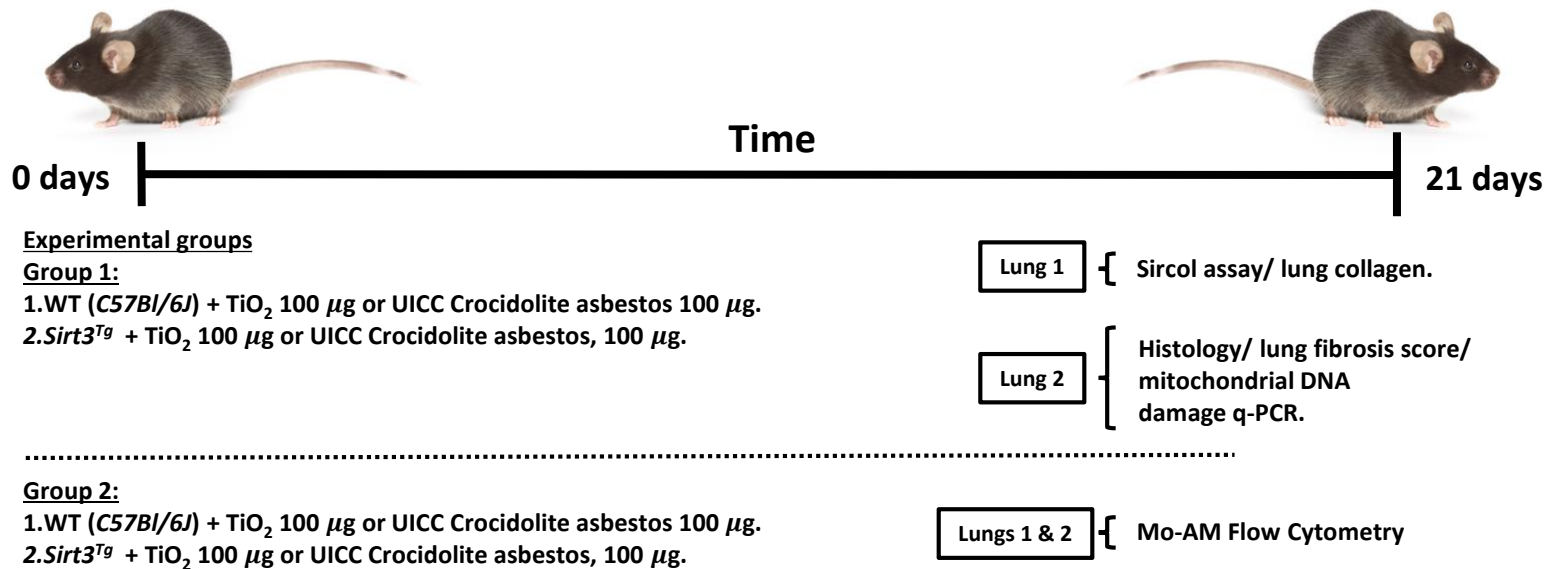 Time
0 days
21 days
Experimental groups
Group 1:
1.WT (C57Bl/6J) + TiO₂ 100 𝜇g or UICC Crocidolite asbestos 100 𝜇g.
2.Sirt3ᵀᵍ + TiO₂ 100 𝜇g or UICC Crocidolite asbestos, 100 𝜇g.
Lung 1
Sircol assay/ lung collagen.
Lung 2
Histology/ lung fibrosis score/
mitochondrial DNA
damage q-PCR.
Group 2:
1.WT (C57Bl/6J) + TiO₂ 100 𝜇g or UICC Crocidolite asbestos 100 𝜇g.
2.Sirt3ᵀᵍ + TiO₂ 100 𝜇g or UICC Crocidolite asbestos, 100 𝜇g.
Lungs 1 & 2
Mo-AM Flow Cytometry